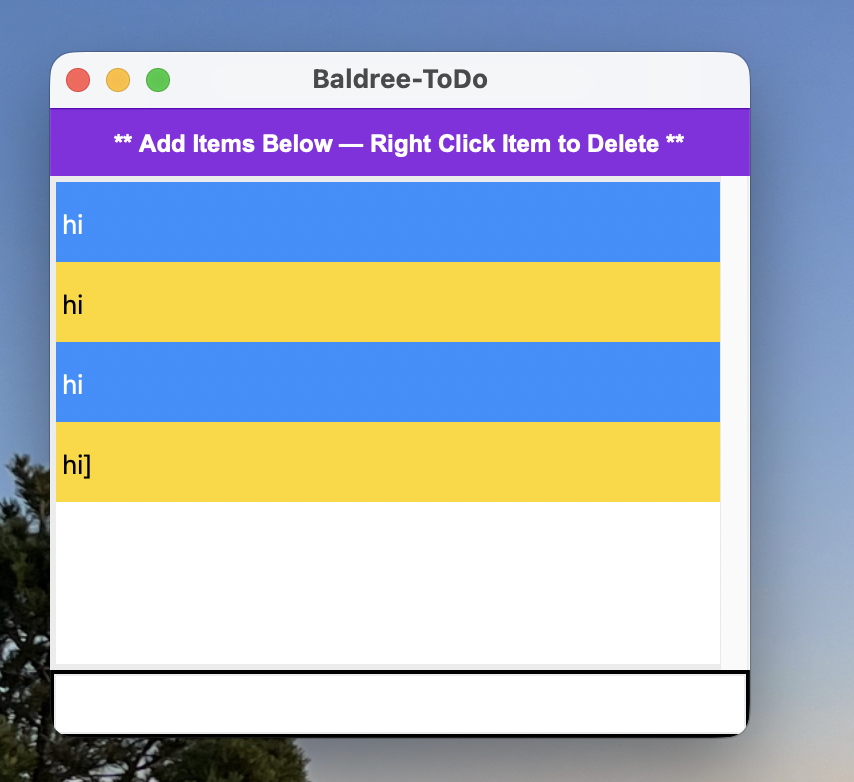 Baldree-ToDo
** Add Items Below — Right Click Item to Delete **
hi
hi
hi
hi]